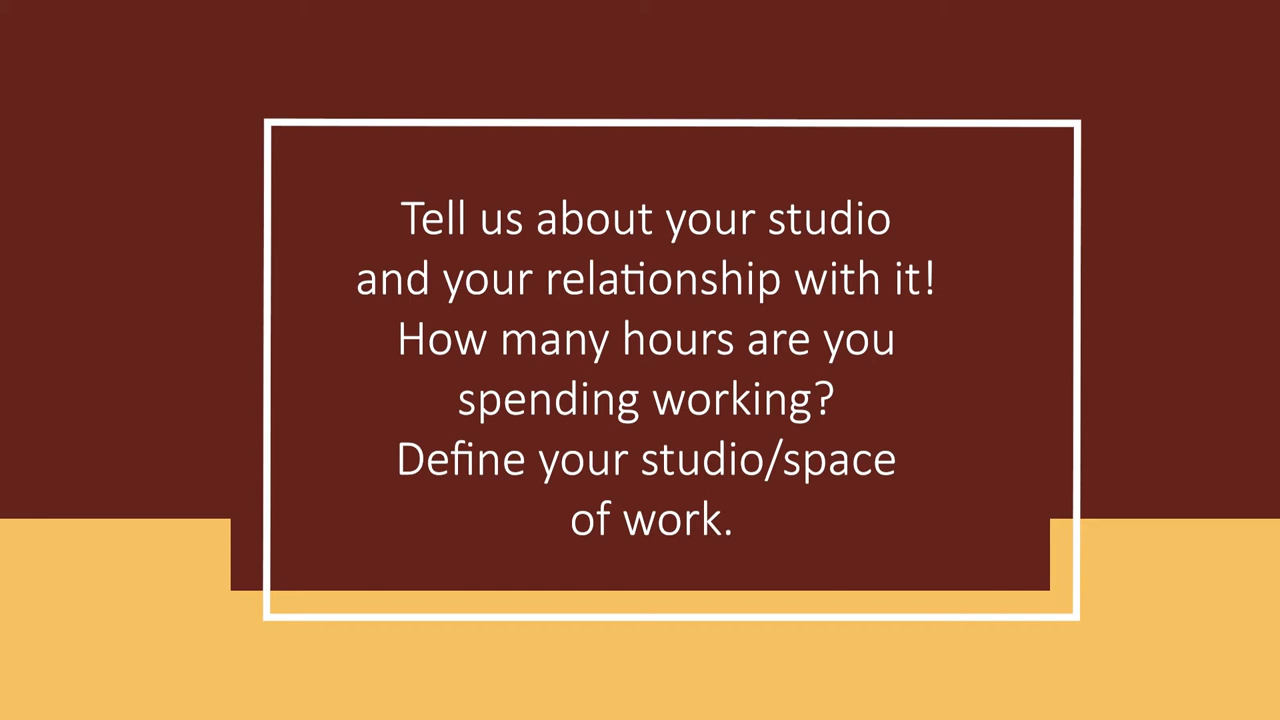 Tell us about your studio
and your relationship with it!
How many hours are you
spending working?
Define your studio/space
of work.